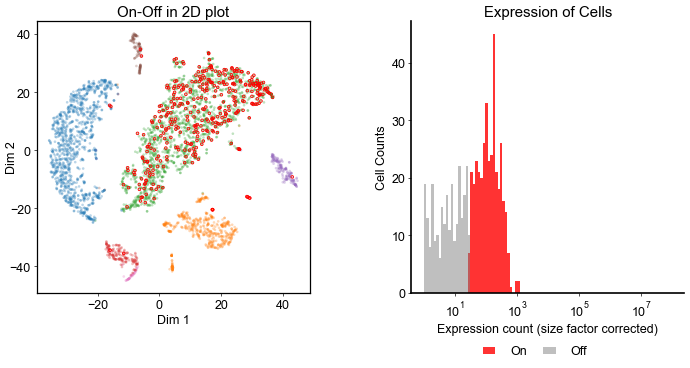 On-Off in 2D plot
Dim 2
40
20
0
−20
−40
−20 0 20 40
Dim 1
Expression of Cells
Cell Counts
40
30
20
10
0
10^1 10^3 10^5 10^7
Expression count (size factor corrected)
On Off